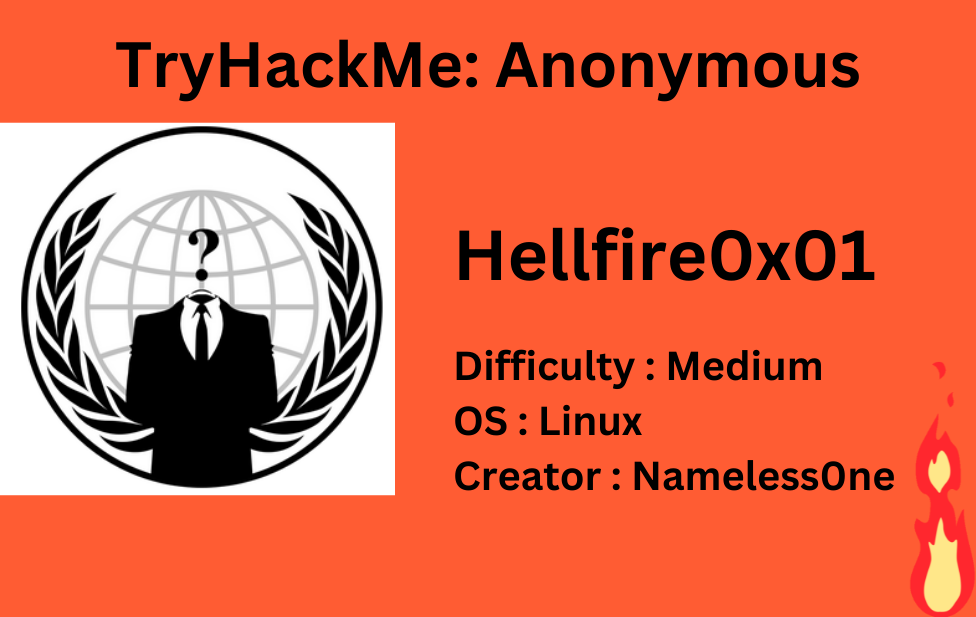 TryHackMe: Anonymous
?
Hellfire0x01
Difficulty : Medium
OS : Linux
Creator : Nameless0ne